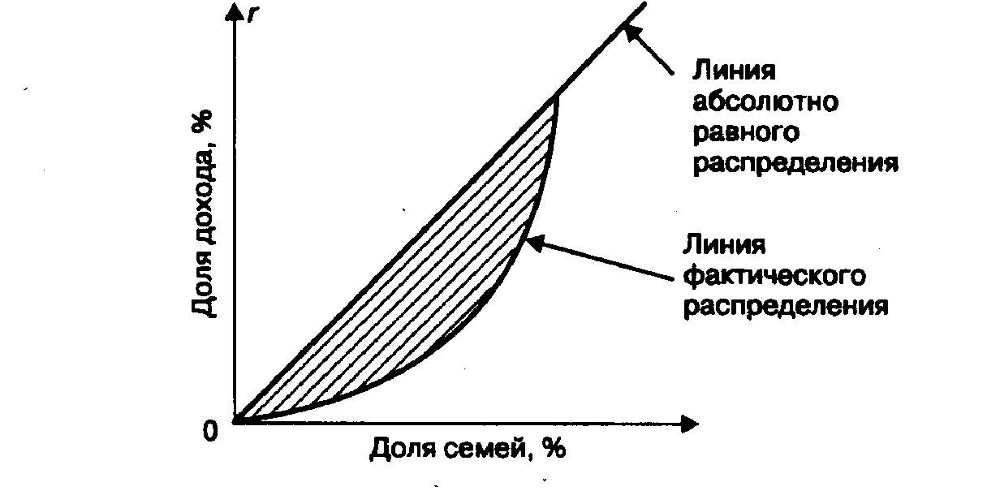 r
Линия
абсолютно
равного
распределения
Доля дохода, %
Линия
фактического
распределения
0
Доля семей, %